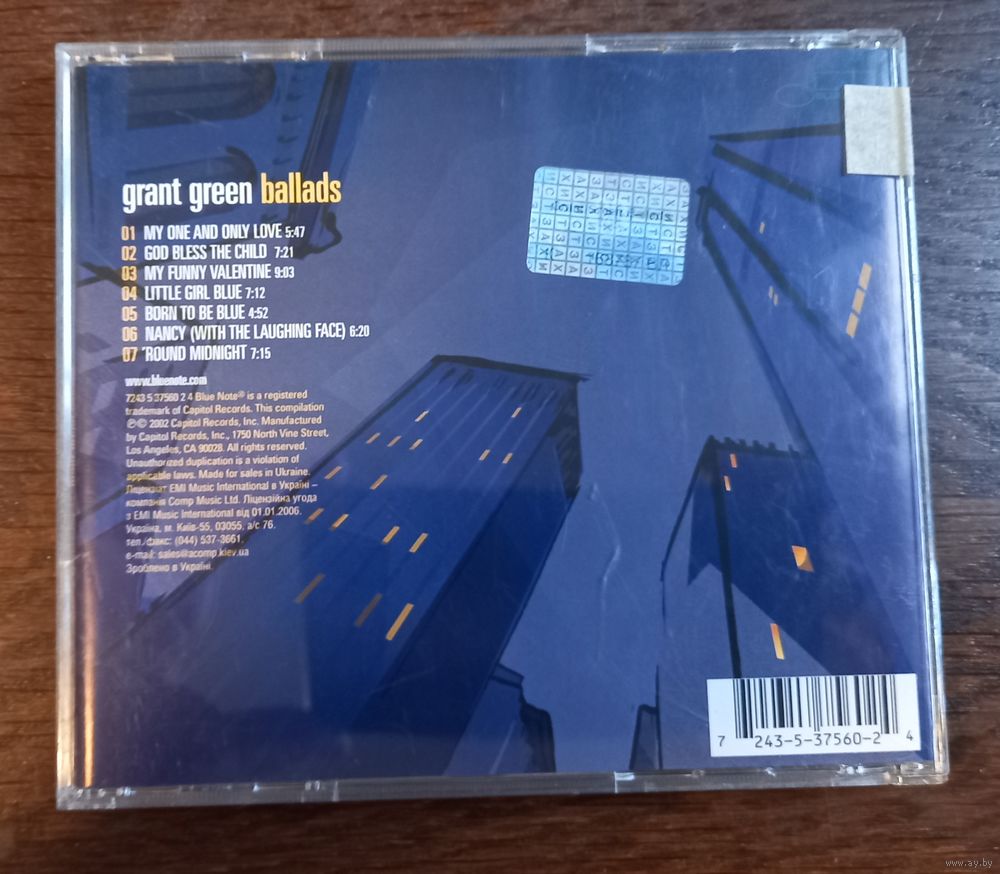 grant green ballads
01 MY ONE AND ONLY LOVE 5:47
02 GOD BLESS THE CHILD 7:21
03 MY FUNNY VALENTINE 9:03
04 LITTLE GIRL BLUE 7:12
05 BORN TO BE BLUE 4:52
06 NANCY (WITH THE LAUGHING FACE) 6:20
07 'ROUND MIDNIGHT 7:15
www.bluenote.com
7243 5 37560 2 4 Blue Note® is a registered
trademark of Capitol Records. This compilation
℗© 2002 Capitol Records, Inc. Manufactured
by Capitol Records, Inc., 1750 North Vine Street,
Los Angeles, CA 90028. All rights reserved.
Unauthorized duplication is a violation of
applicable laws. Made for sales in Ukraine.
Ліцензіат EMI Music International в Україні –
компанія Comp Music Ltd. Ліцензійна угода
з EMI Music International від 01.01.2006.
Україна, м. Київ-55, 03055, а/с 76.
тел./факс: (044) 537-3661,
e-mail: sales@acomp.kiev.ua
Зроблено в Україні.
7 243-5-37560-2 4
www.ay.by